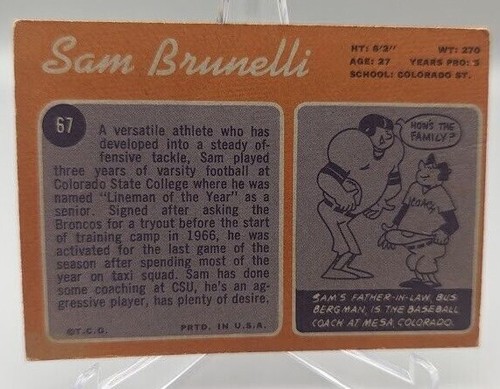 Sam Brunelli
HT: 6'2" WT: 270
AGE: 27 YEARS PRO: 5
SCHOOL: COLORADO ST.
67
A versatile athlete who has
developed into a steady of-
fensive tackle, Sam played
three years of varsity football at
Colorado State College where he was
named "Lineman of the Year" as a
senior. Signed after asking the
Broncos for a tryout before the start
of training camp in 1966, he was
activated for the last game of the
season after spending most of the
year on taxi squad. Sam has done
some coaching at CSU, he's an ag-
gressive player, has plenty of desire.
©T.C.G. PRTD. IN U.S.A.
HOW'S THE
FAMILY?
COACH
SAM'S FATHER-IN-LAW, BUS
BERGMAN, IS THE BASEBALL
COACH AT MESA, COLORADO.